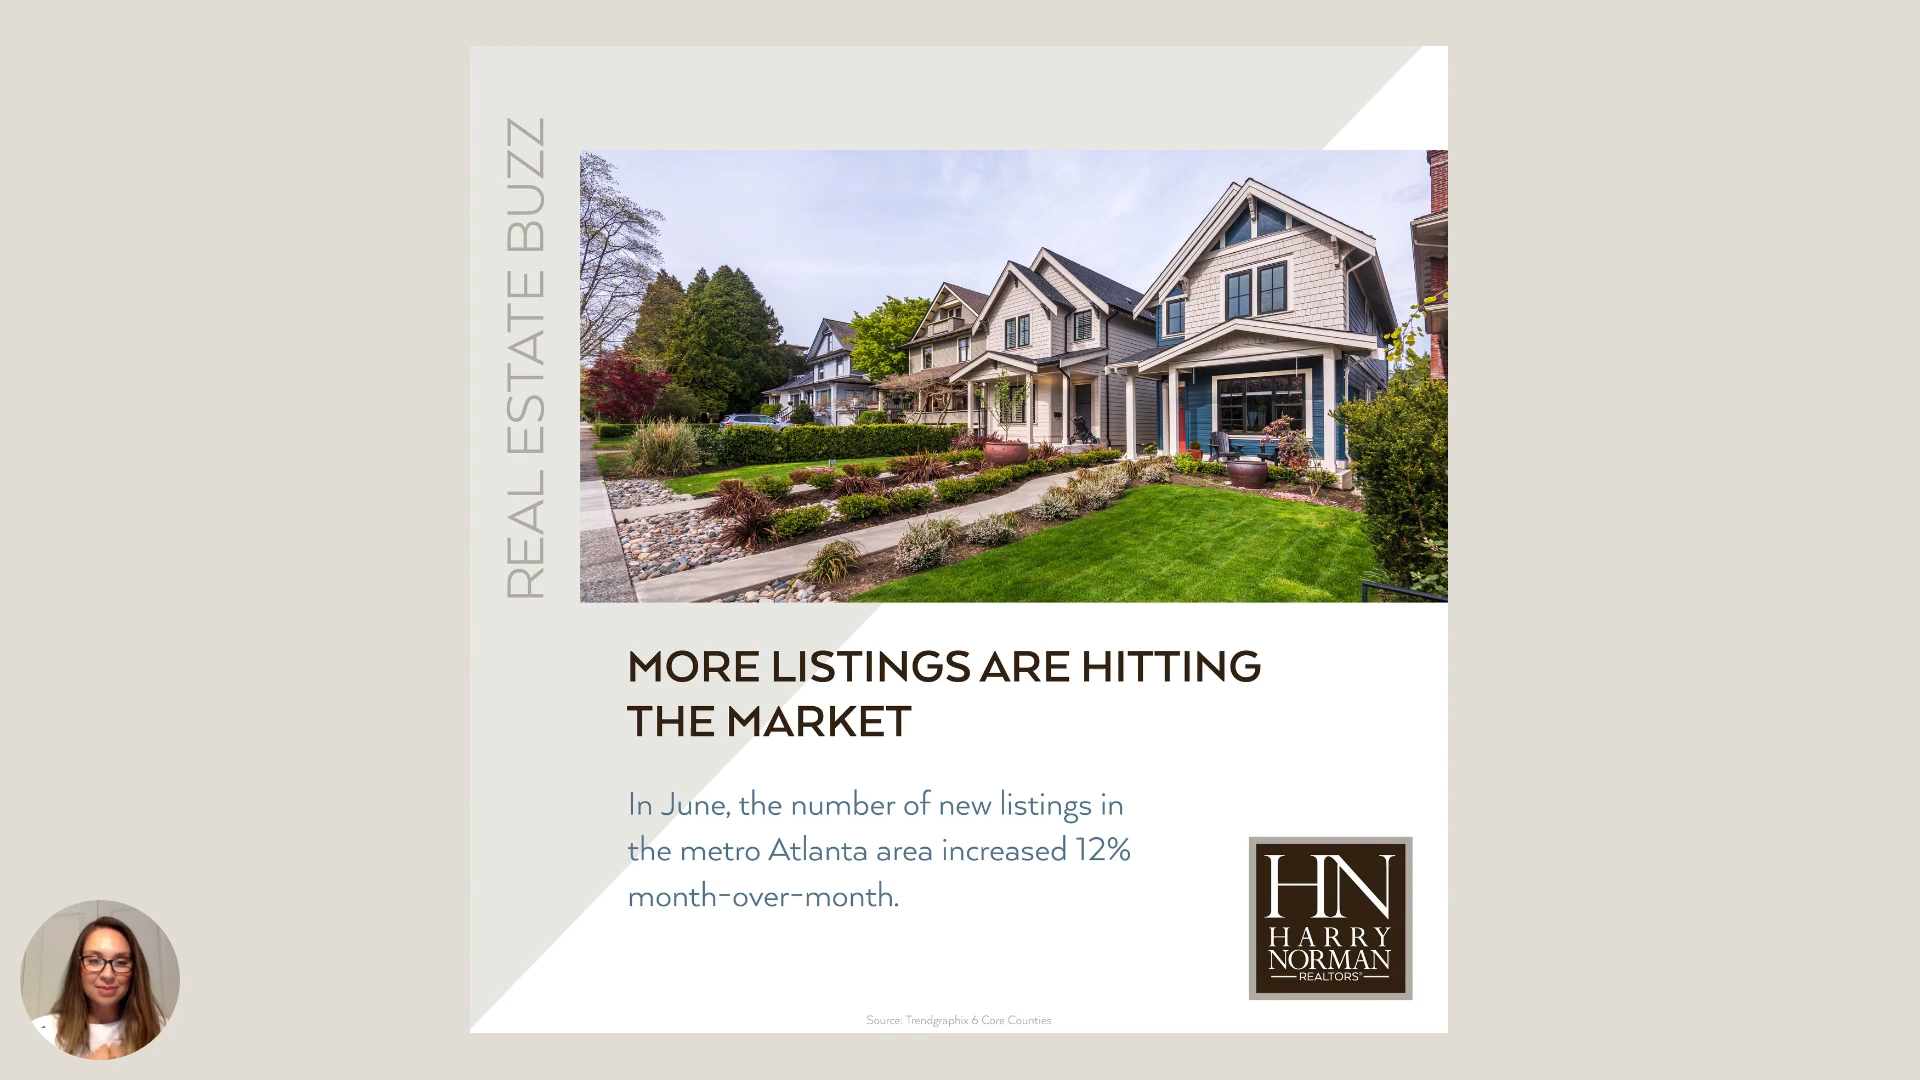 REAL ESTATE BUZZ
MORE LISTINGS ARE HITTING
THE MARKET
In June, the number of new listings in
the metro Atlanta area increased 12%
month-over-month.
HN
HARRY
NORMAN
REALTORS®
Source: Trendgraphix 6 Core Counties